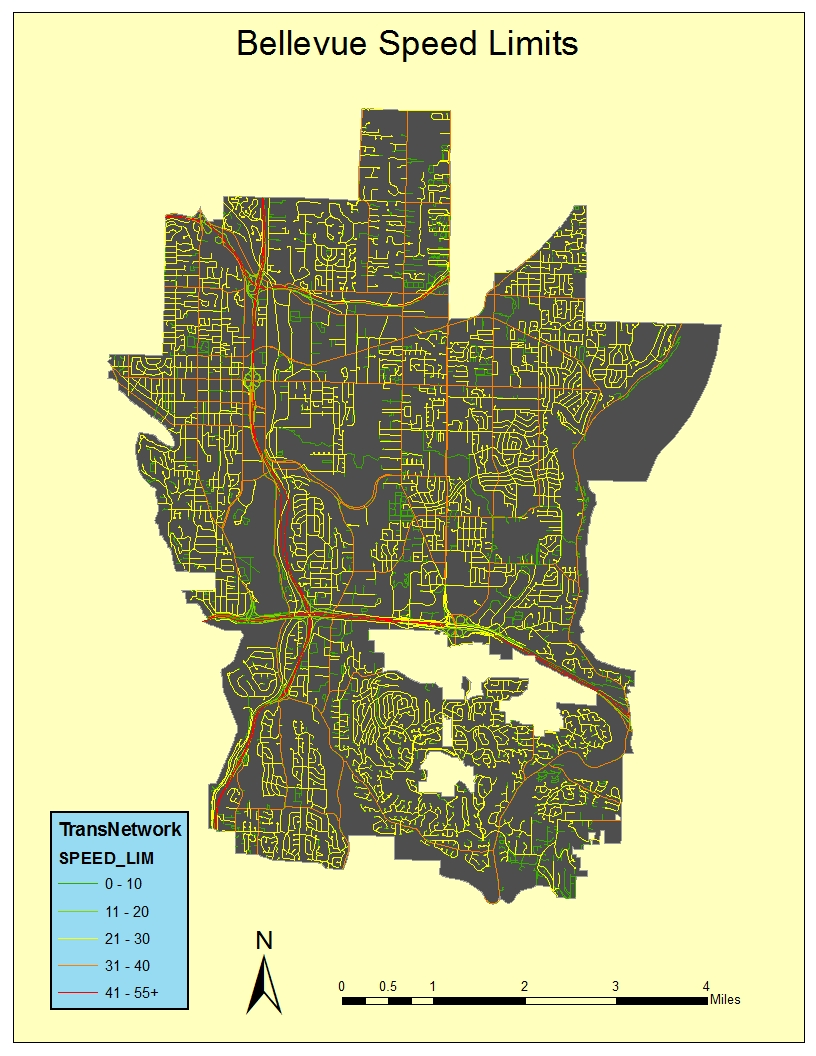 Bellevue Speed Limits
TransNetwork
SPEED_LIM
0 - 10
11 - 20
21 - 30
31 - 40
41 - 55+
N
0 0.5 1 2 3 4
Miles